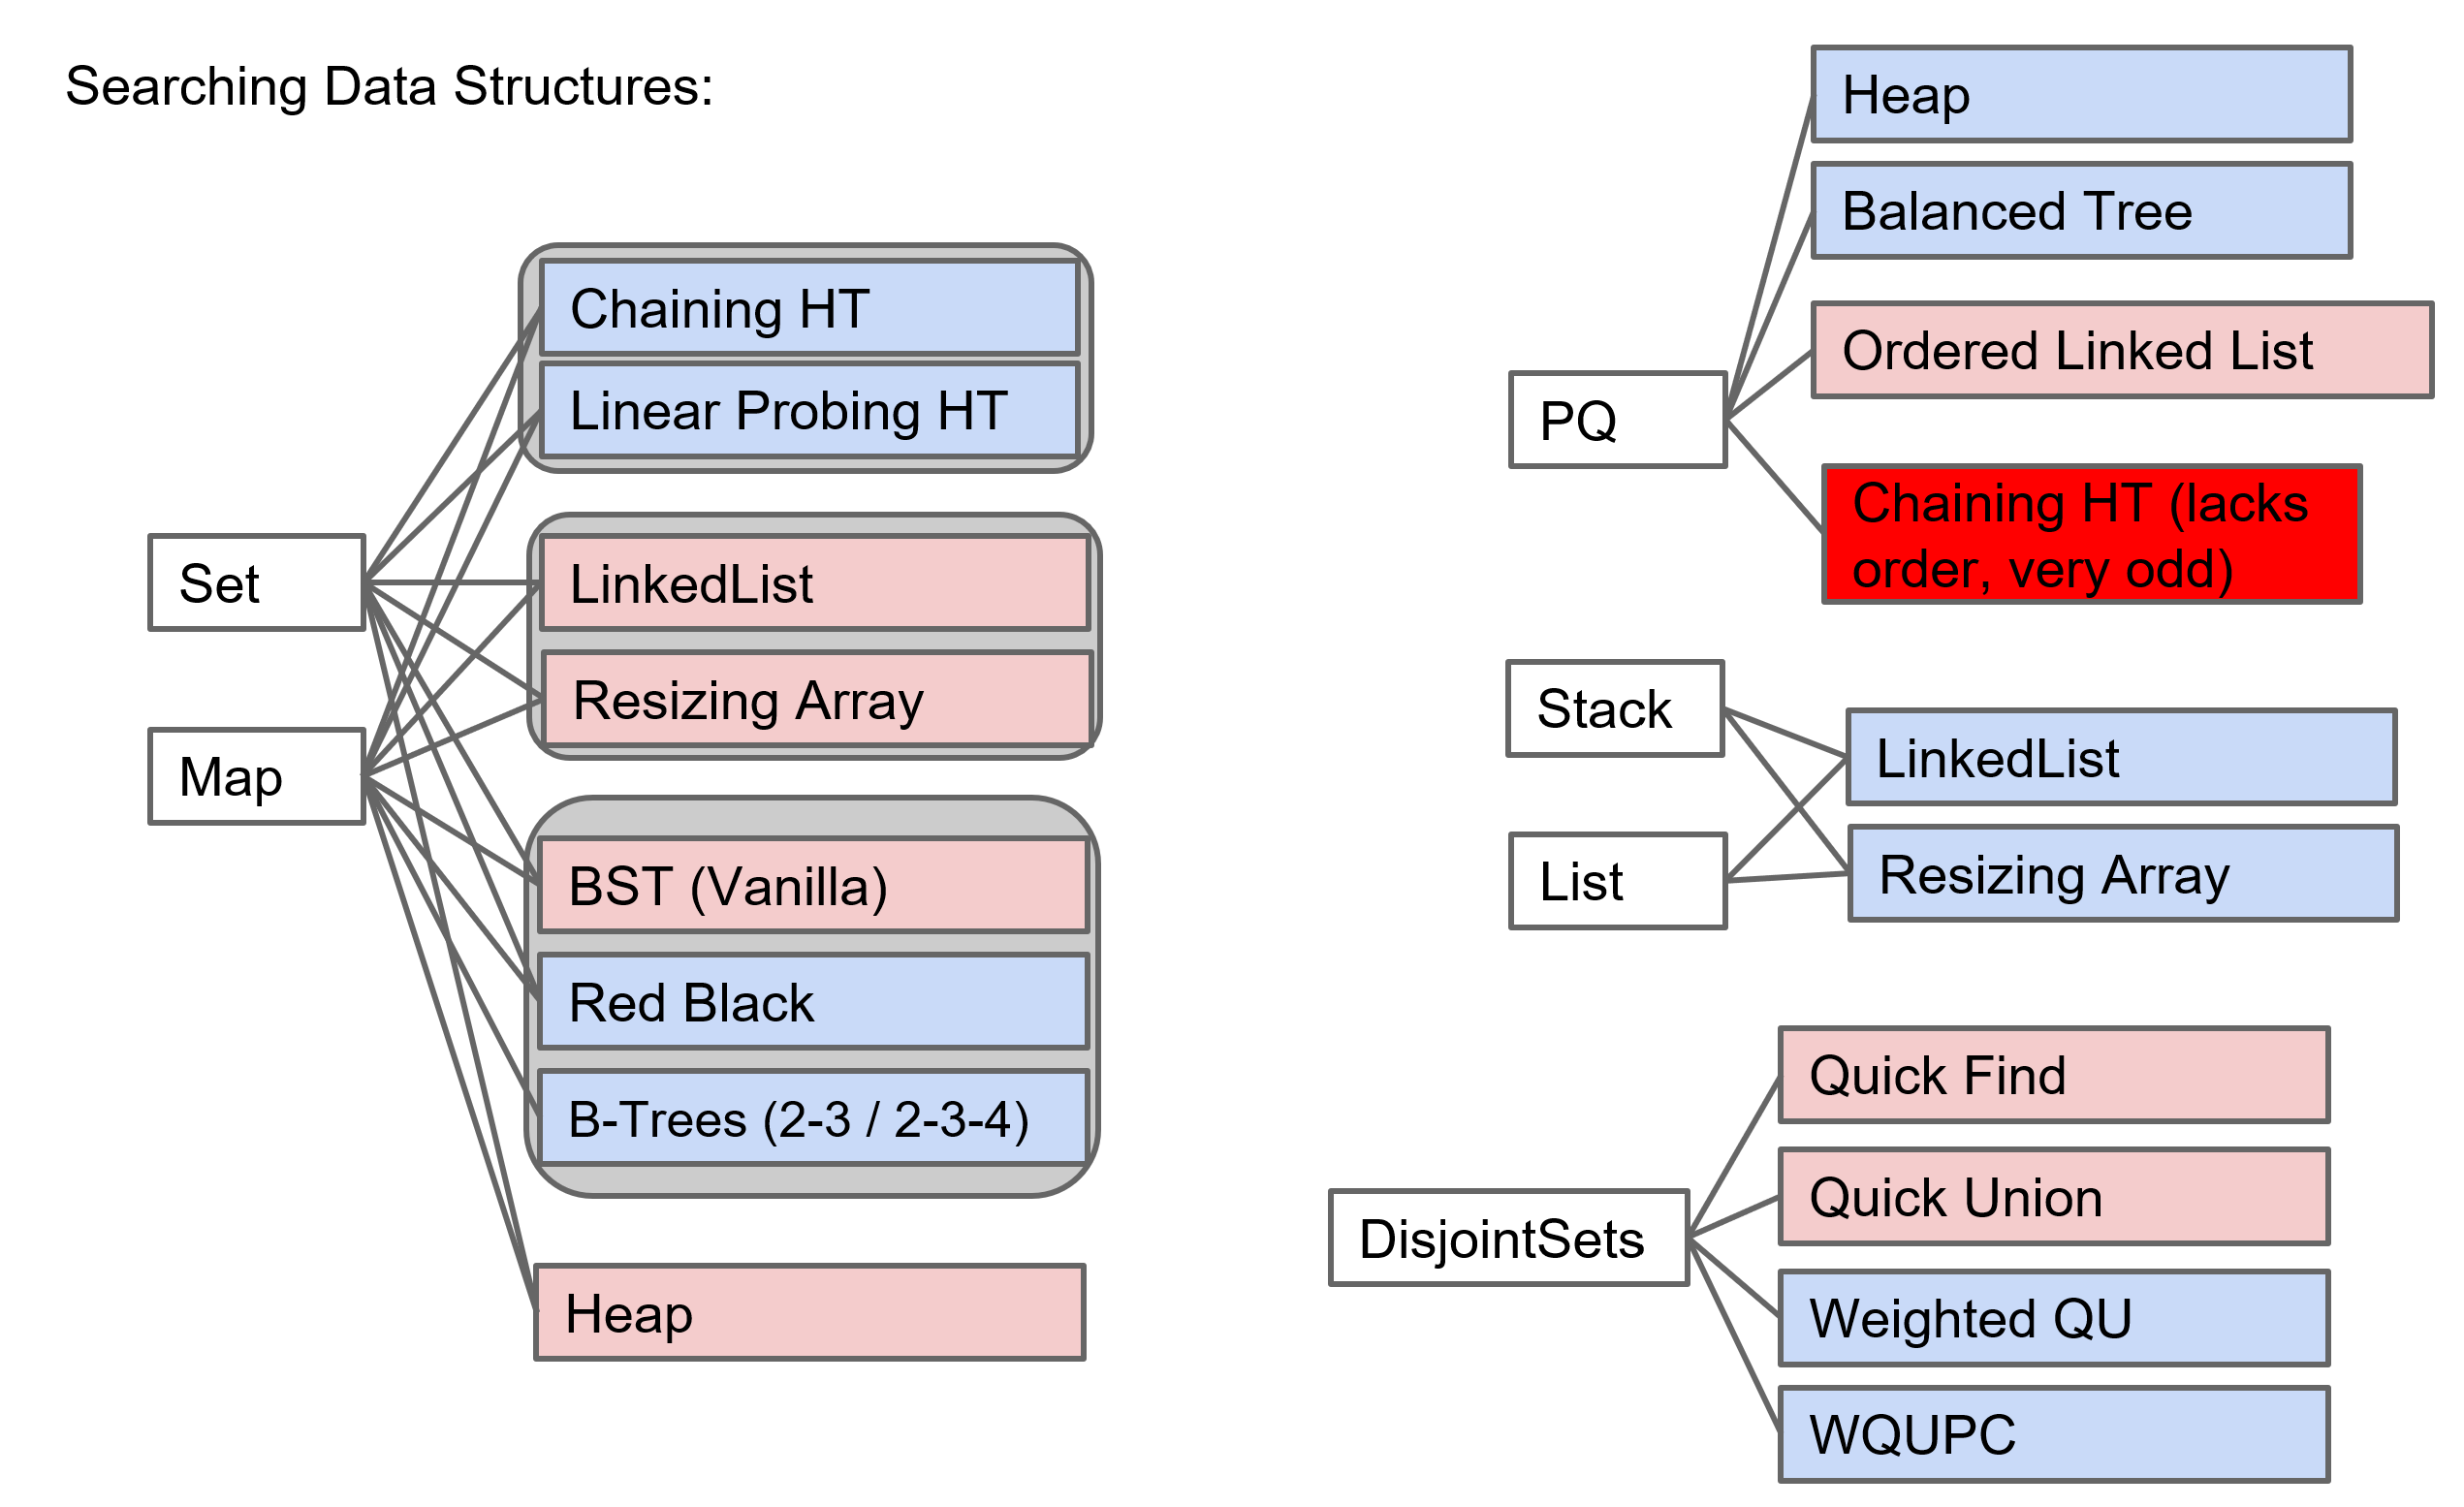 Searching Data Structures:
Set
Map
Chaining HT
Linear Probing HT
LinkedList
Resizing Array
BST (Vanilla)
Red Black
B-Trees (2-3 / 2-3-4)
Heap
PQ
Heap
Balanced Tree
Ordered Linked List
Chaining HT (lacks
order, very odd)
Stack
List
LinkedList
Resizing Array
DisjointSets
Quick Find
Quick Union
Weighted QU
WQUPC